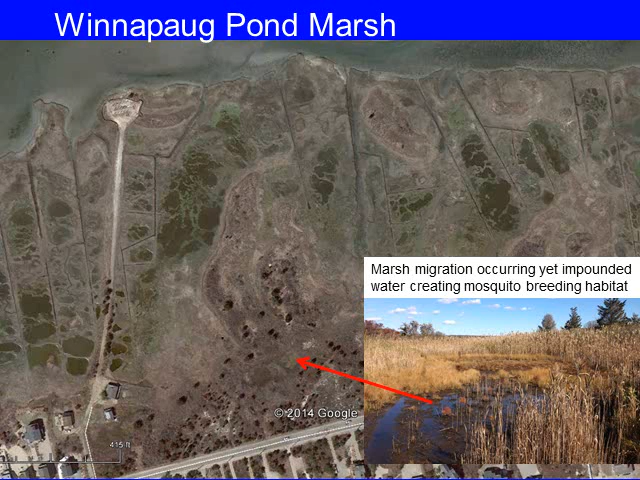 Winnapaug Pond Marsh
Marsh migration occurring yet impounded
water creating mosquito breeding habitat
© 2014 Google
415 ft